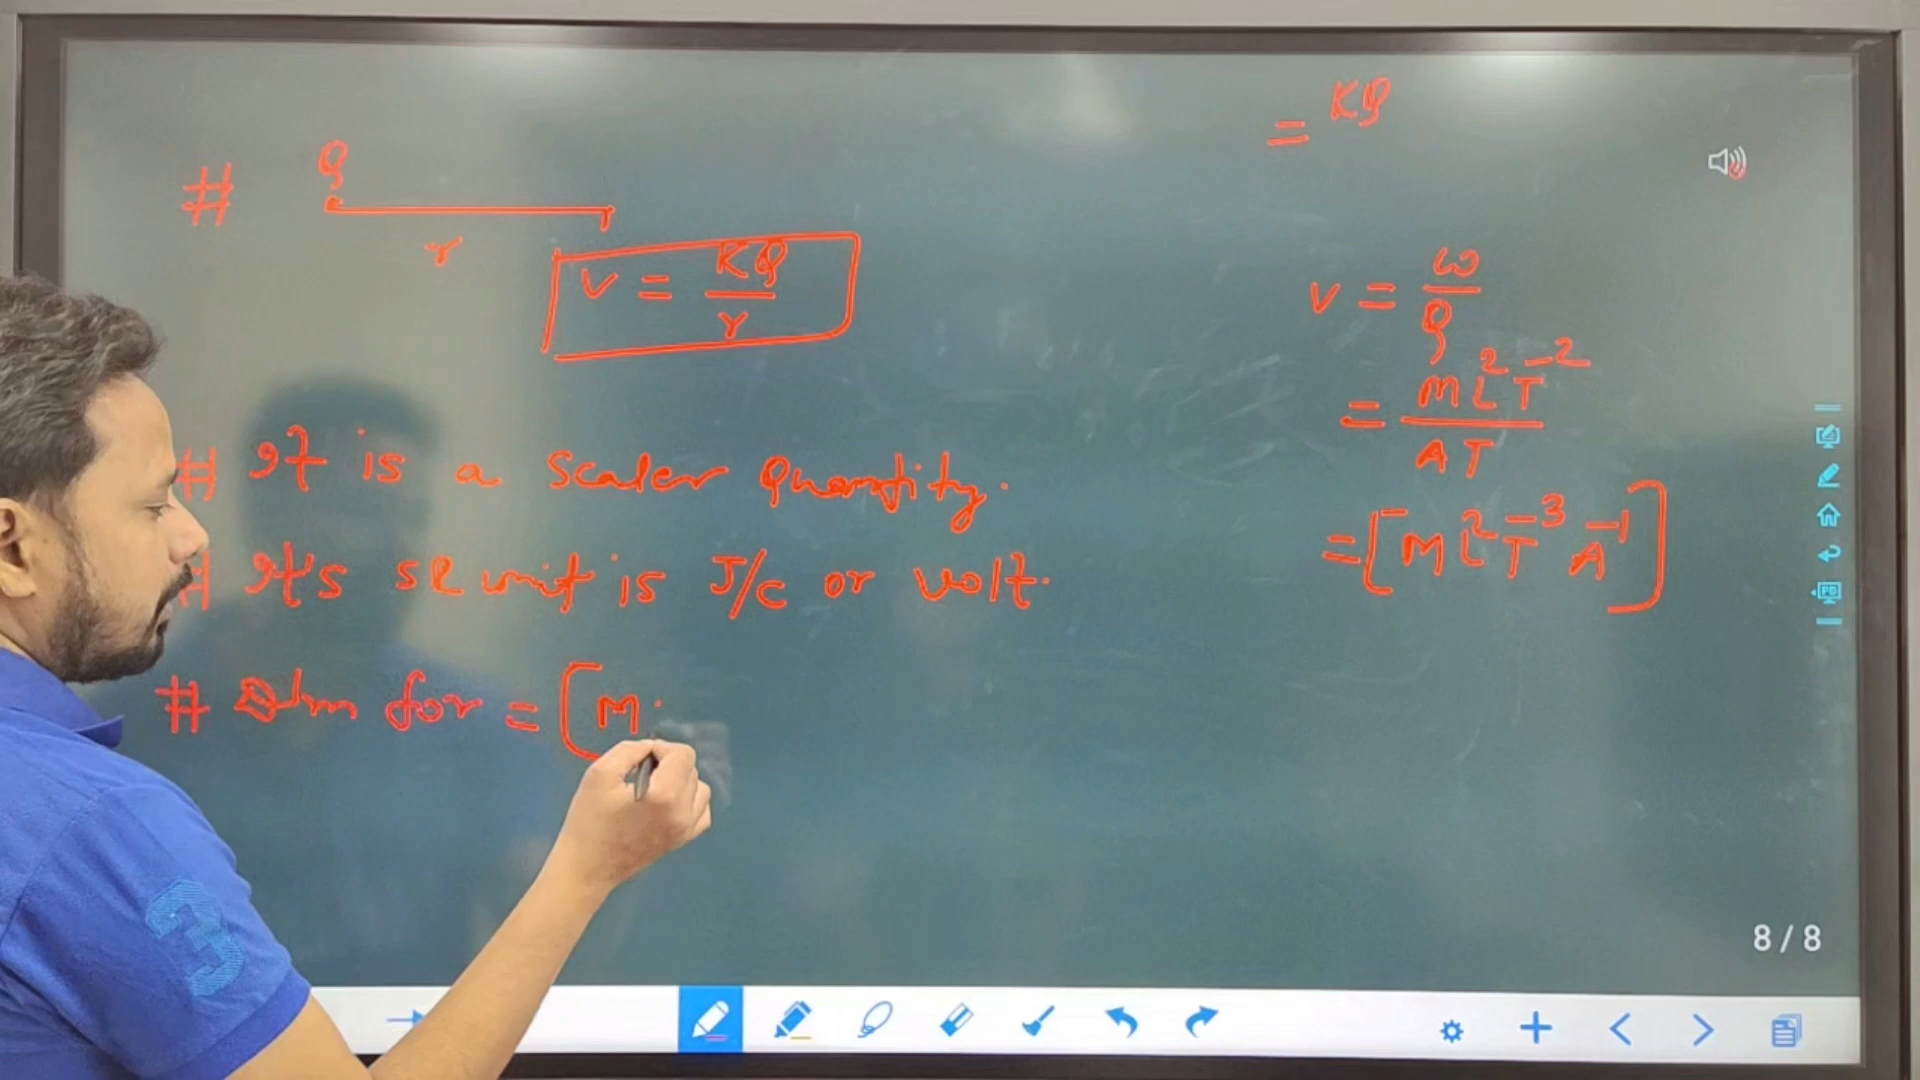 = KQ
# Q
r
V = KQ / r
V = W / Q
= ML²T⁻² / AT
= [ML²T⁻³A⁻¹]
# It is a Scaler Quantity.
# It's SI unit is J/C or volt.
# Dim for = [M
8 / 8
3